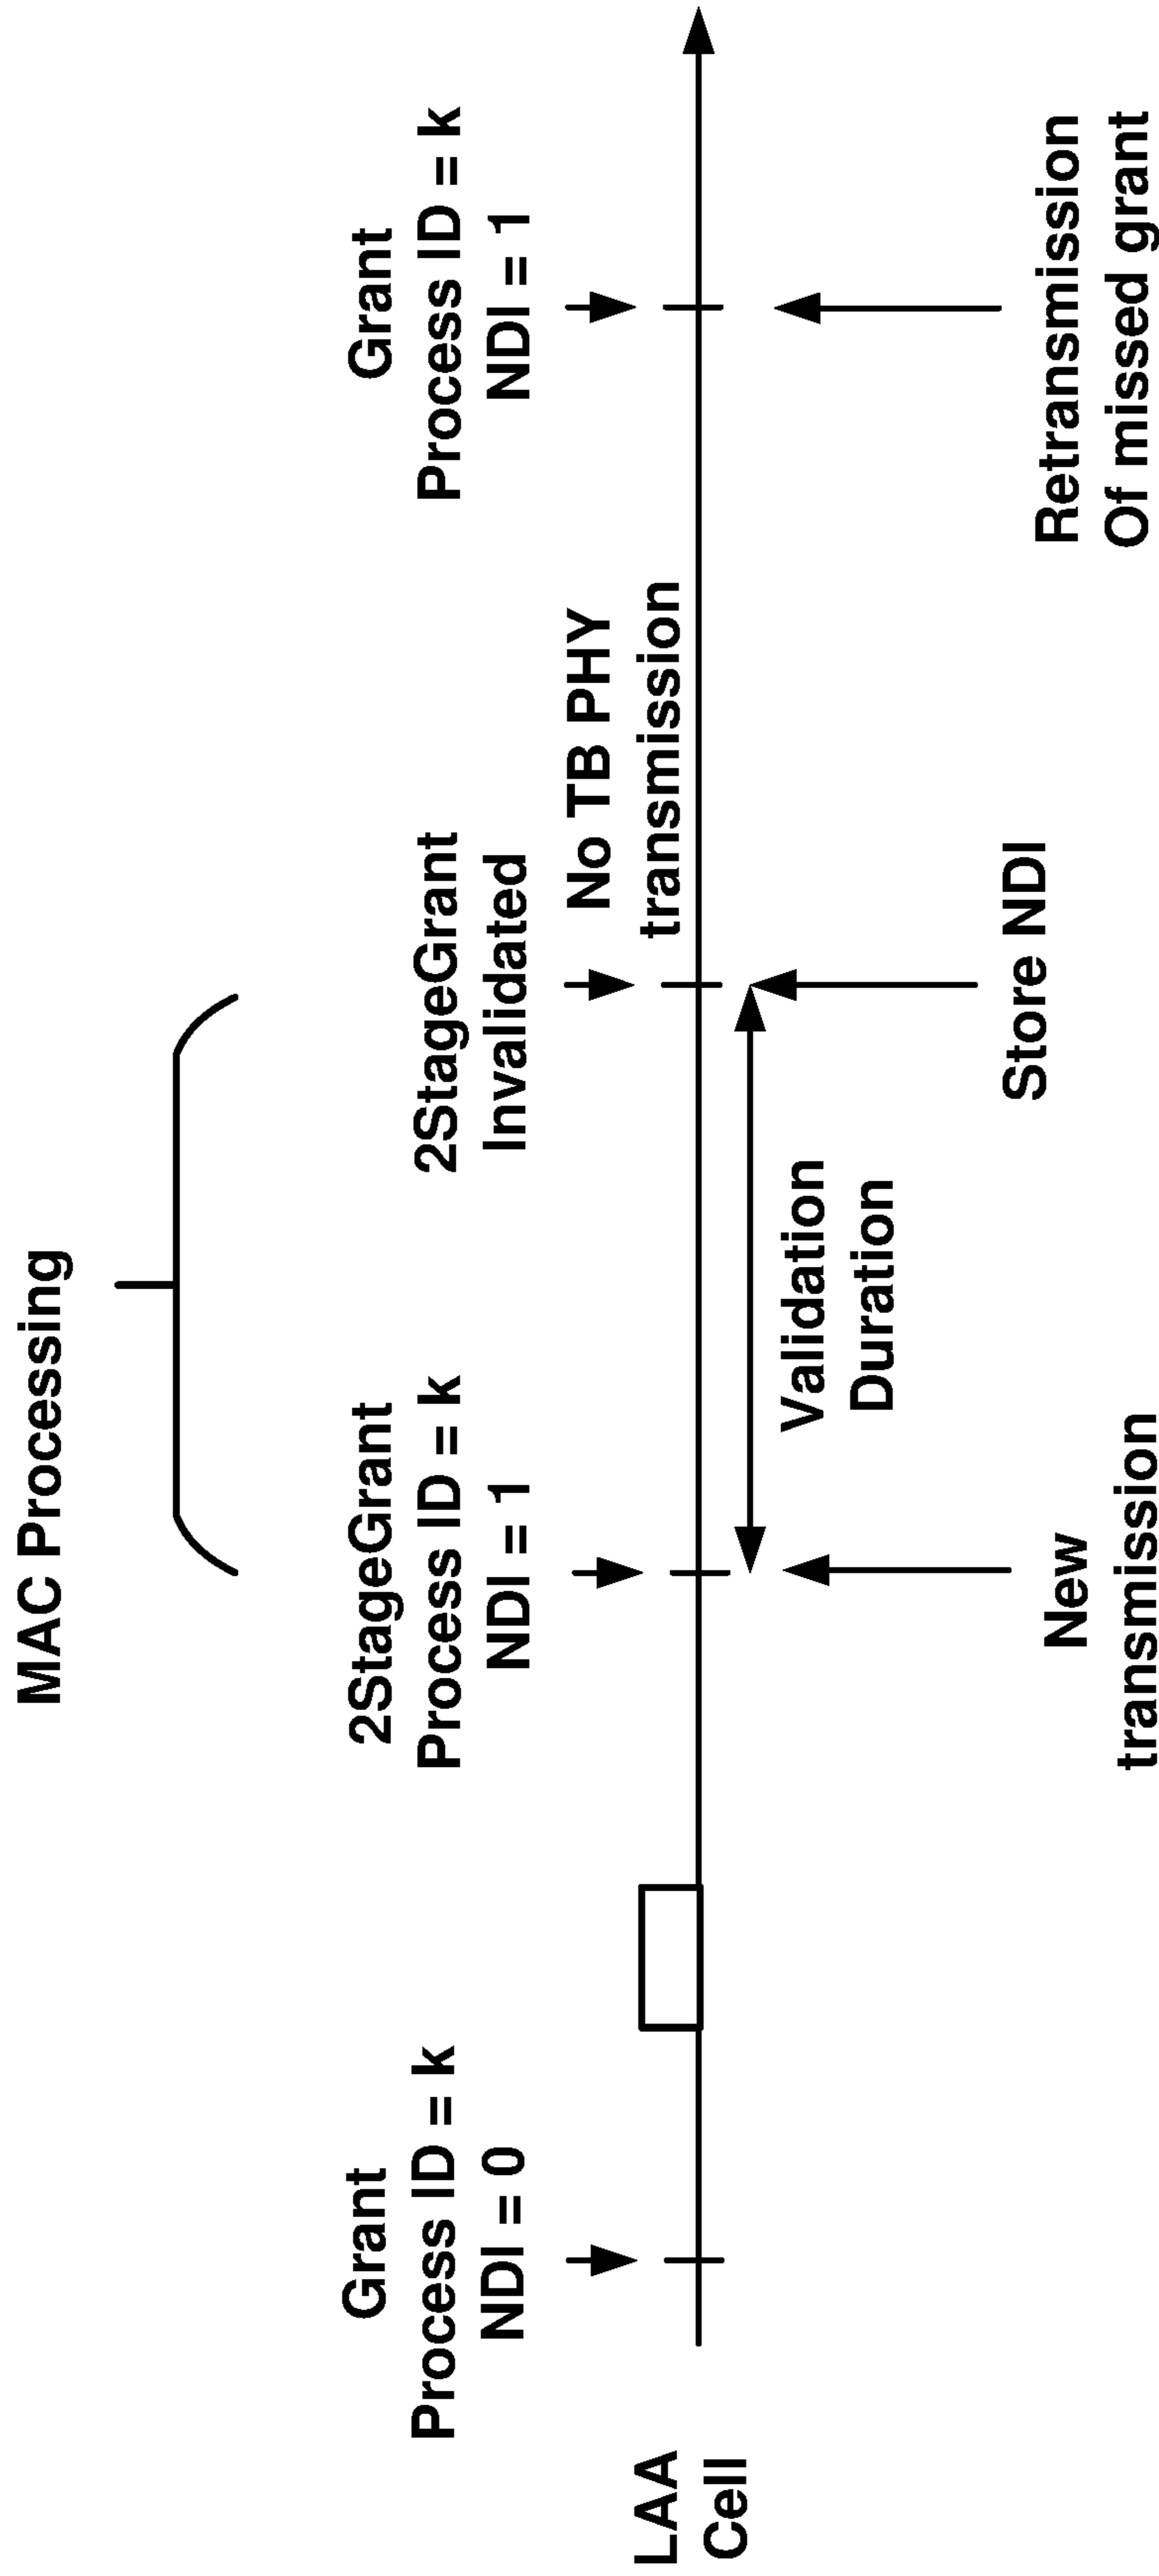 MAC Processing
Grant
Process ID = k
NDI = 0
2StageGrant
Process ID = k
NDI = 1
2StageGrant
Invalidated
No TB PHY
transmission
Grant
Process ID = k
NDI = 1
LAA
Cell
Validation
Duration
New
transmission
Store NDI
Retransmission
Of missed grant